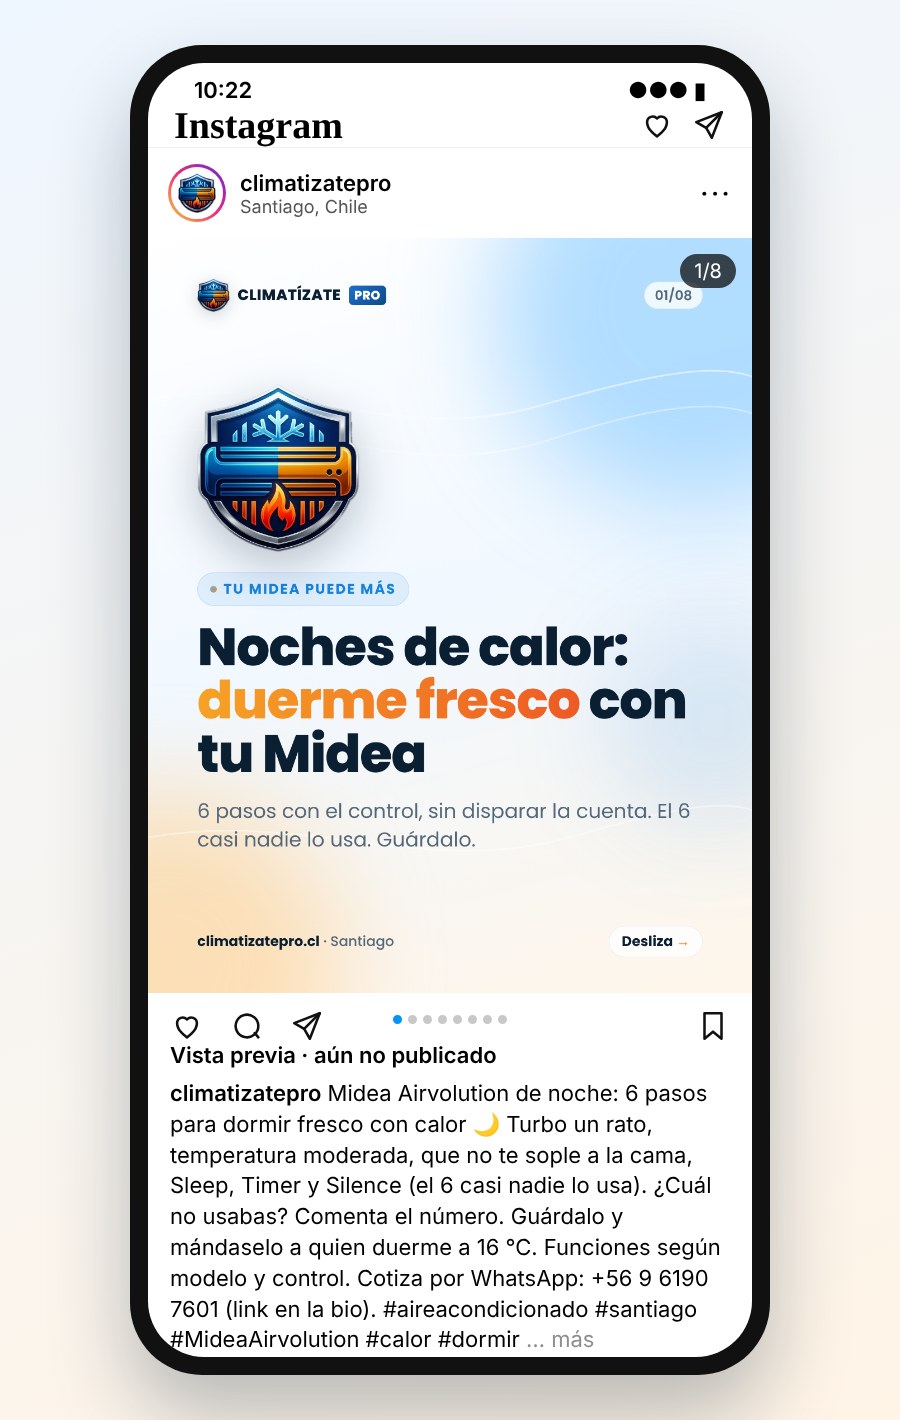 10:22
Instagram
climatizatepro
Santiago, Chile
1/8
CLIMATÍZATE PRO
01/08
TU MIDEA PUEDE MÁS
Noches de calor:
duerme fresco con
tu Midea
6 pasos con el control, sin disparar la cuenta. El 6
casi nadie lo usa. Guárdalo.
climatizatepro.cl · Santiago
Desliza →
Vista previa · aún no publicado
climatizatepro Midea Airvolution de noche: 6 pasos
para dormir fresco con calor 🌙 Turbo un rato,
temperatura moderada, que no te sople a la cama,
Sleep, Timer y Silence (el 6 casi nadie lo usa). ¿Cuál
no usabas? Comenta el número. Guárdalo y
mándaselo a quien duerme a 16 °C. Funciones según
modelo y control. Cotiza por WhatsApp: +56 9 6190
7601 (link en la bio). #aireacondicionado #santiago
#MideaAirvolution #calor #dormir ... más